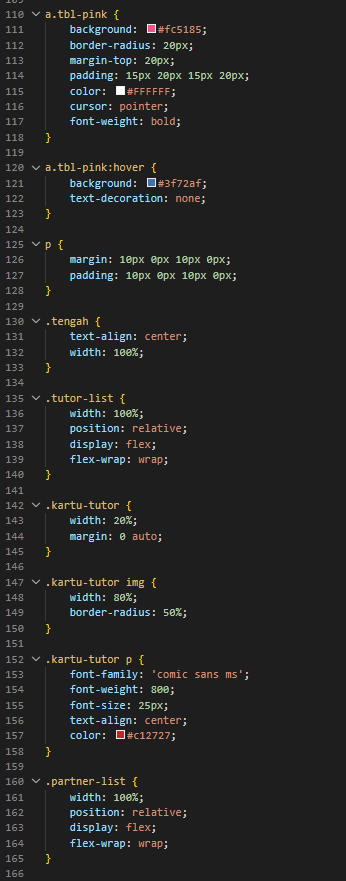 110 a.tbl-pink {
111 background: #fc5185;
112 border-radius: 20px;
113 margin-top: 20px;
114 padding: 15px 20px 15px 20px;
115 color: #FFFFFF;
116 cursor: pointer;
117 font-weight: bold;
118 }
119
120 a.tbl-pink:hover {
121 background: #3f72af;
122 text-decoration: none;
123 }
124
125 p {
126 margin: 10px 0px 10px 0px;
127 padding: 10px 0px 10px 0px;
128 }
129
130 .tengah {
131 text-align: center;
132 width: 100%;
133 }
134
135 .tutor-list {
136 width: 100%;
137 position: relative;
138 display: flex;
139 flex-wrap: wrap;
140 }
141
142 .kartu-tutor {
143 width: 20%;
144 margin: 0 auto;
145 }
146
147 .kartu-tutor img {
148 width: 80%;
149 border-radius: 50%;
150 }
151
152 .kartu-tutor p {
153 font-family: 'comic sans ms';
154 font-weight: 800;
155 font-size: 25px;
156 text-align: center;
157 color: #c12727;
158 }
159
160 .partner-list {
161 width: 100%;
162 position: relative;
163 display: flex;
164 flex-wrap: wrap;
165 }
166